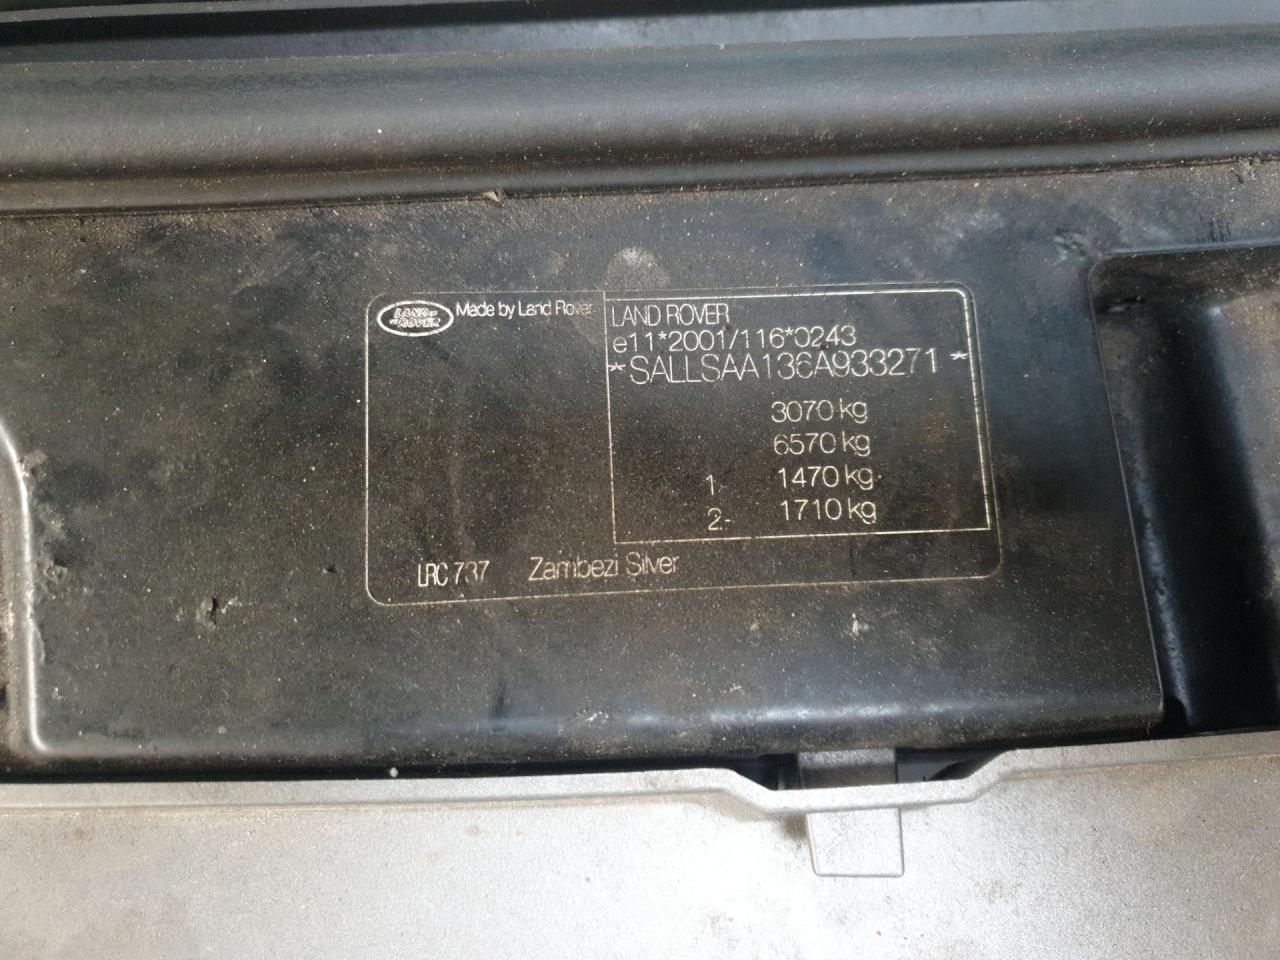 LAND ROVER
Made by Land Rover
LAND ROVER
e11*2001/116*0243
*SALLSAA136A933271*
3070 kg
6570 kg
1- 1470 kg
2.- 1710 kg
LRC 737 Zambezi Silver